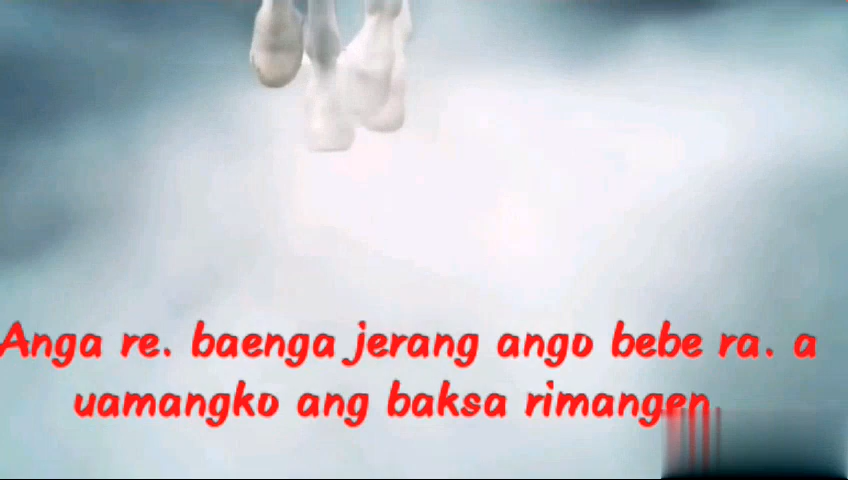 Anga re. baenga jerang ango bebe ra. a
uamangko ang baksa rimangen.